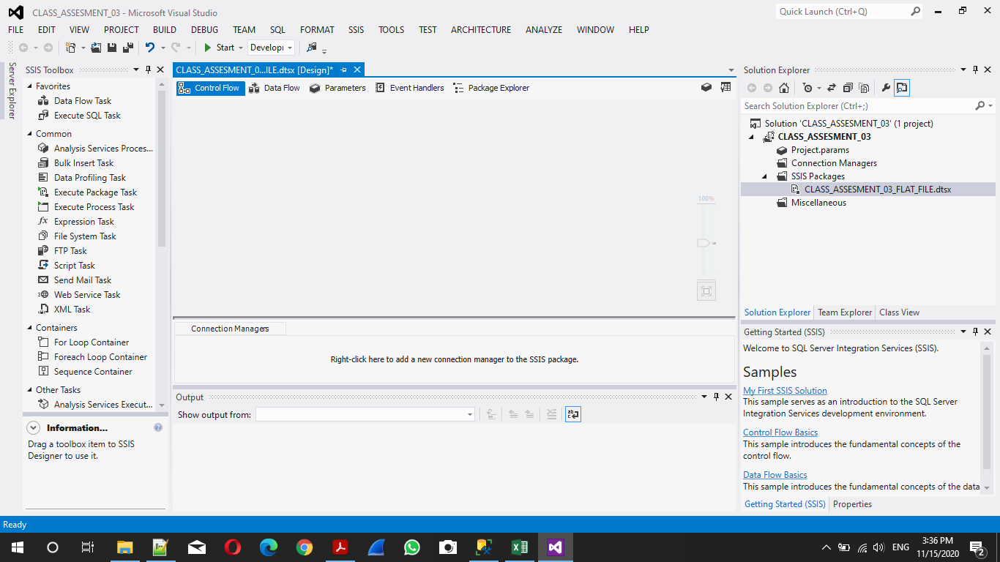 CLASS_ASSESMENT_03 - Microsoft Visual Studio
Quick Launch (Ctrl+Q)
FILE EDIT VIEW PROJECT BUILD DEBUG TEAM SQL FORMAT SSIS TOOLS TEST ARCHITECTURE ANALYZE WINDOW HELP
Start Develop
Server Explorer
SSIS Toolbox
Favorites
Data Flow Task
Execute SQL Task
Common
Analysis Services Proces...
Bulk Insert Task
Data Profiling Task
Execute Package Task
Execute Process Task
Expression Task
File System Task
FTP Task
Script Task
Send Mail Task
Web Service Task
XML Task
Containers
For Loop Container
Foreach Loop Container
Sequence Container
Other Tasks
Analysis Services Execut...
Information...
Drag a toolbox item to SSIS
Designer to use it.
CLASS_ASSESMENT_0...ILE.dtsx [Design]*
Control Flow Data Flow Parameters Event Handlers Package Explorer
100%
Connection Managers
Right-click here to add a new connection manager to the SSIS package.
Output
Show output from:
Solution Explorer
Search Solution Explorer (Ctrl+;)
Solution 'CLASS_ASSESMENT_03' (1 project)
CLASS_ASSESMENT_03
Project.params
Connection Managers
SSIS Packages
CLASS_ASSESMENT_03_FLAT_FILE.dtsx
Miscellaneous
Solution Explorer Team Explorer Class View
Getting Started (SSIS)
Welcome to SQL Server Integration Services (SSIS).
Samples
My First SSIS Solution
This sample serves as an introduction to the SQL Server
Integration Services development environment.
Control Flow Basics
This sample introduces the fundamental concepts of the
control flow.
Data Flow Basics
This sample introduces the fundamental concepts of the data
Getting Started (SSIS) Properties
Ready
ENG
3:36 PM
11/15/2020
2